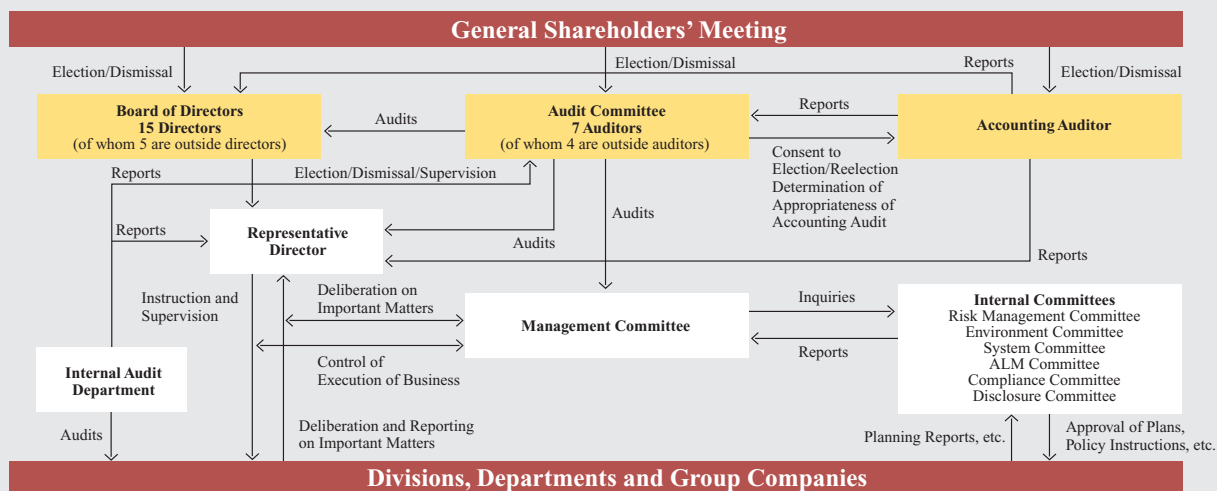 General Shareholders’ Meeting
Election/Dismissal
Election/Dismissal
Reports
Election/Dismissal
Board of Directors
15 Directors
(of whom 5 are outside directors)
Audits
Audit Committee
7 Auditors
(of whom 4 are outside auditors)
Reports
Accounting Auditor
Consent to
Election/Reelection
Determination of
Appropriateness of
Accounting Audit
Reports
Election/Dismissal/Supervision
Reports
Representative
Director
Audits
Audits
Reports
Instruction and
Supervision
Deliberation on
Important Matters
Management Committee
Inquiries
Reports
Internal Committees
Risk Management Committee
Environment Committee
System Committee
ALM Committee
Compliance Committee
Disclosure Committee
Control of
Execution of Business
Internal Audit
Department
Audits
Deliberation and Reporting
on Important Matters
Planning Reports, etc.
Approval of Plans,
Policy Instructions, etc.
Divisions, Departments and Group Companies